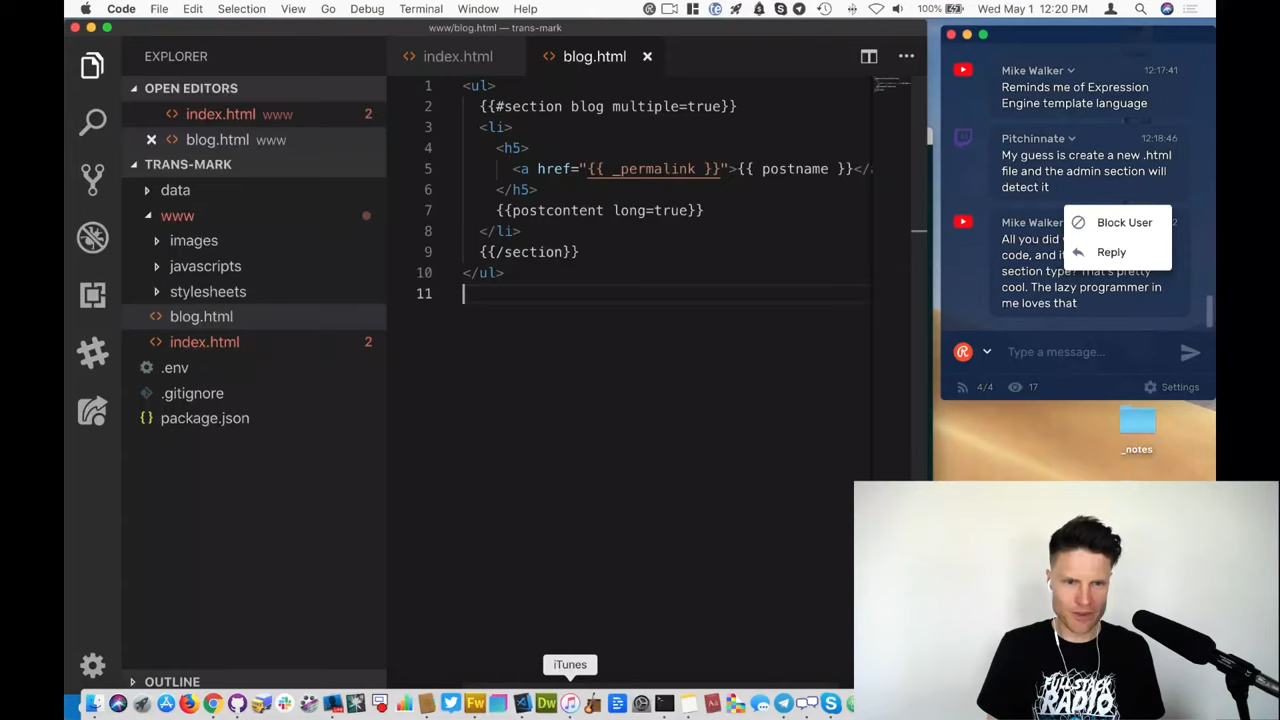 Code File Edit Selection View Go Debug Terminal Window Help 100% Wed May 1 12:20 PM
www/blog.html — trans-mark
EXPLORER
OPEN EDITORS
index.html www 2
blog.html www
TRANS-MARK
data
www
images
javascripts
stylesheets
blog.html
index.html 2
.env
.gitignore
package.json
OUTLINE
index.html blog.html
1 <ul>
2 {{#section blog multiple=true}}
3 <li>
4 <h5>
5 <a href="{{ _permalink }}">{{ postname }}</
6 </h5>
7 {{postcontent long=true}}
8 </li>
9 {{/section}}
10 </ul>
11
Mike Walker 12:17:41
Reminds me of Expression
Engine template language
Pitchinnate 12:18:46
My guess is create a new .html
file and the admin section will
detect it
Mike Walker 2
All you did
code, and i
section type? That's pretty
cool. The lazy programmer in
me loves that
Block User
Reply
Type a message...
4/4 17 Settings
_notes
iTunes
Fw Dw
FULL STACK
RADIO